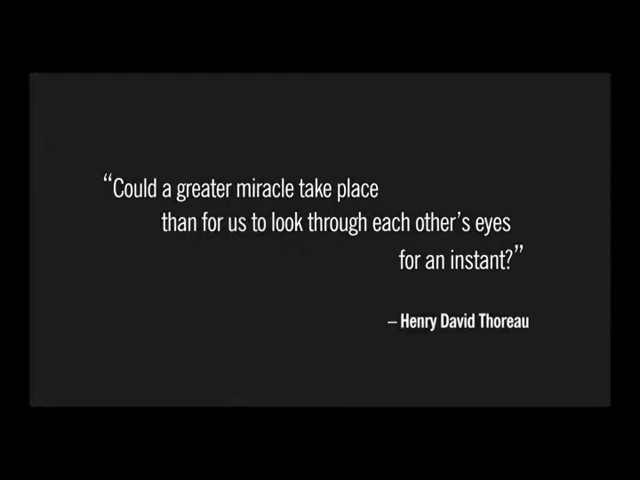 “Could a greater miracle take place
than for us to look through each other’s eyes
for an instant?”
– Henry David Thoreau